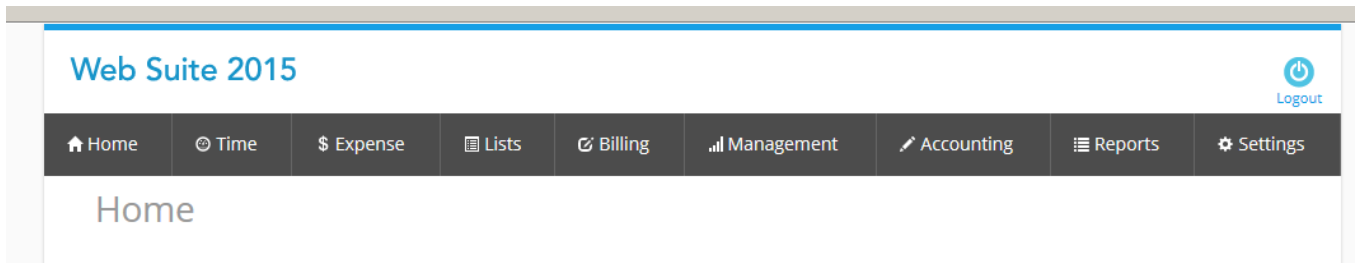 Web Suite 2015
Logout
Home Time $ Expense Lists Billing Management Accounting Reports Settings
Home